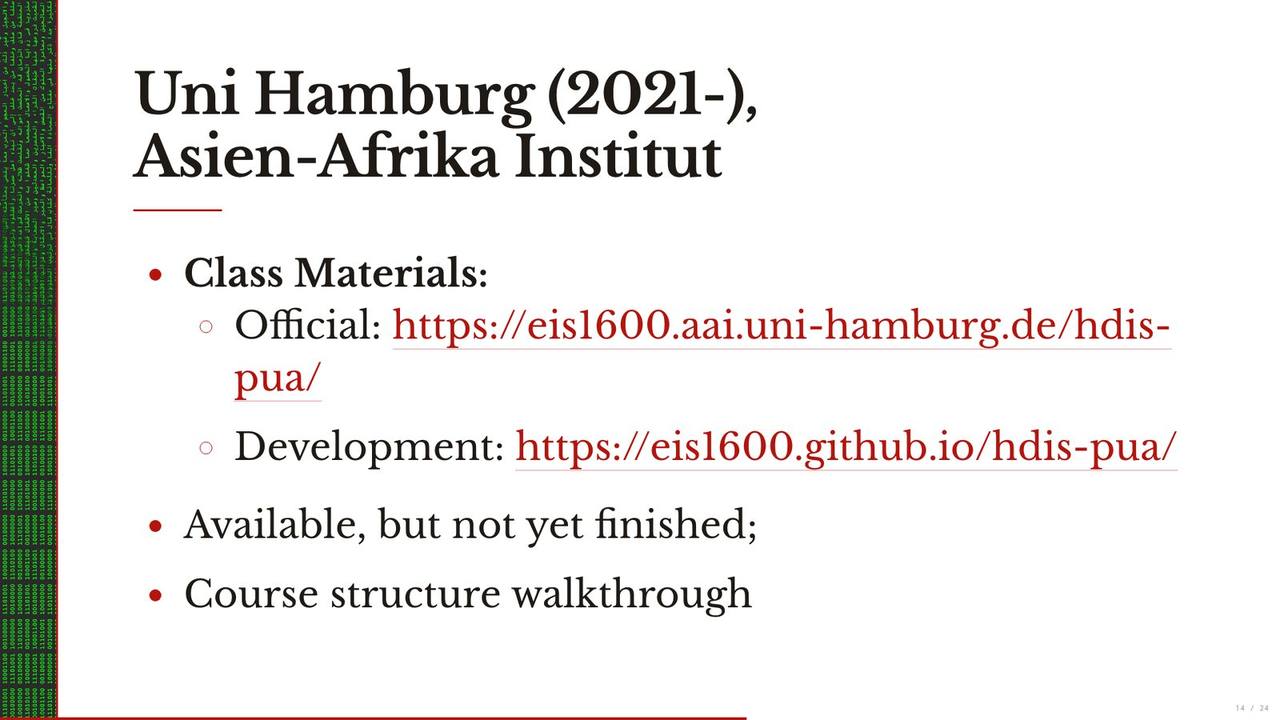 Uni Hamburg (2021-),
Asien-Afrika Institut
• Class Materials:
○ Official: https://eis1600.aai.uni-hamburg.de/hdis-
pua/
○ Development: https://eis1600.github.io/hdis-pua/
• Available, but not yet finished;
• Course structure walkthrough
14 / 24